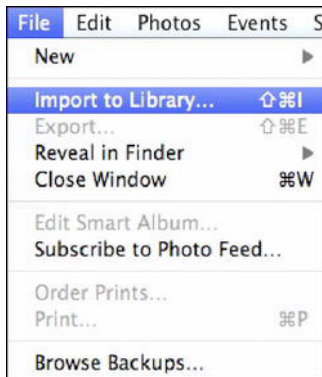 File Edit Photos Events S
New
Import to Library... ⇧⌘I
Export... ⇧⌘E
Reveal in Finder
Close Window ⌘W
Edit Smart Album...
Subscribe to Photo Feed...
Order Prints...
Print... ⌘P
Browse Backups...